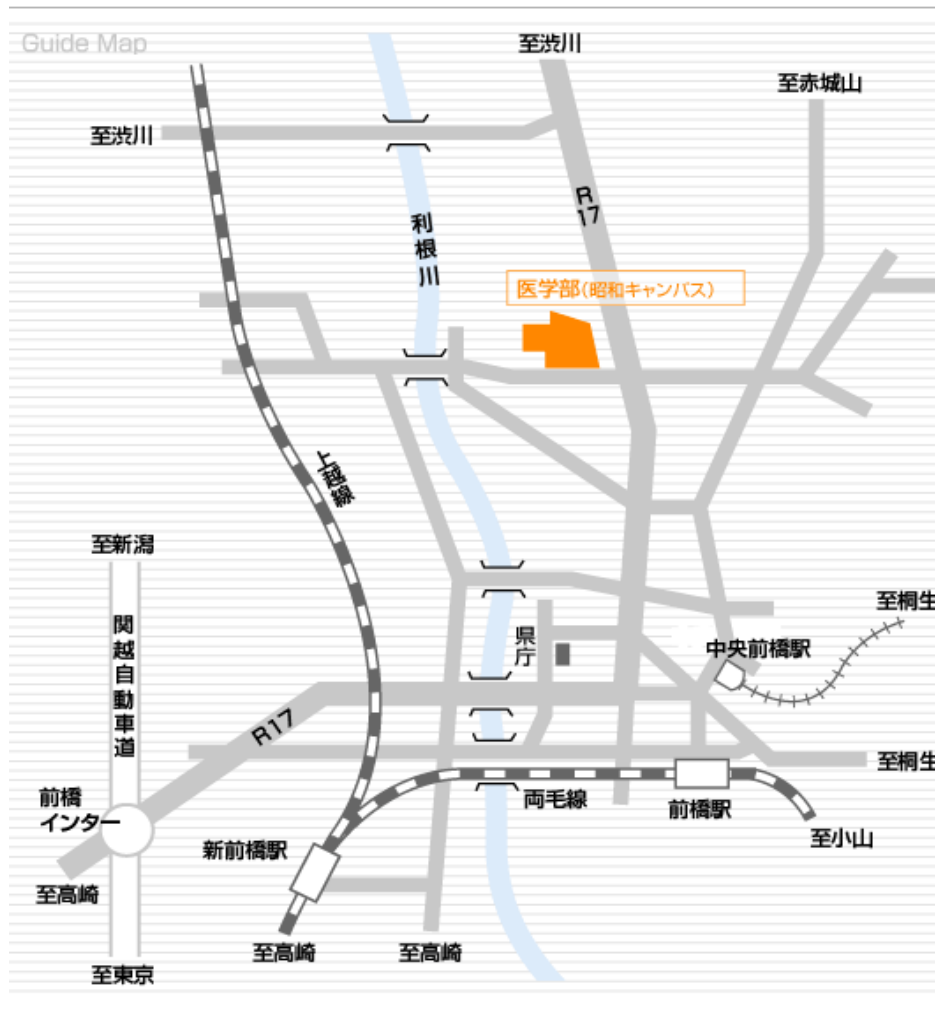 Guide Map
至渋川
至赤城山
至渋川
R17
利根川
医学部(昭和キャンパス)
上越線
至新潟
関越自動車道
至桐生
県庁
中央前橋駅
R17
至桐生
前橋
インター
両毛線
前橋駅
新前橋駅
至小山
至高崎
至高崎
至高崎
至東京